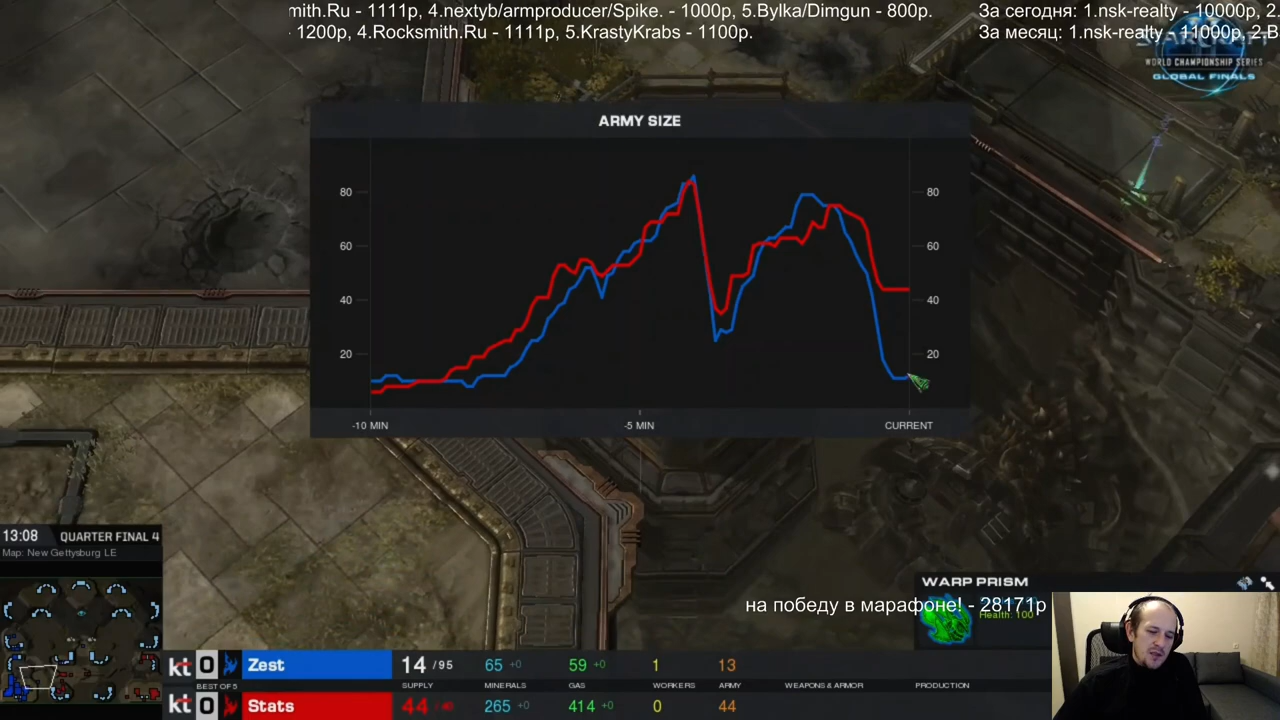 mith.Ru - 1111р, 4.nextyb/armproducer/Spike. - 1000р, 5.Bylka/Dimgun - 800р.
За сегодня: 1.nsk-realty - 10000р, 2.
- 1200р, 4.Rocksmith.Ru - 1111р, 5.KrastyKrabs - 1100р.
За месяц: 1.nsk-realty - 11000р, 2.В
STARCRAFT
WORLD CHAMPIONSHIP SERIES
GLOBAL FINALS
ARMY SIZE
80 80
60 60
40 40
20 20
-10 MIN -5 MIN CURRENT
13:08 QUARTER FINAL 4
Map: New Gettysburg LE
WARP PRISM
на победу в марафоне! - 28171р
Health: 100
kt 0 Zest 14 /95 65 +0 59 +0 1 13
BEST OF 5 SUPPLY MINERALS GAS WORKERS ARMY WEAPONS & ARMOR PRODUCTION
kt 0 Stats 44 265 +0 414 +0 0 44